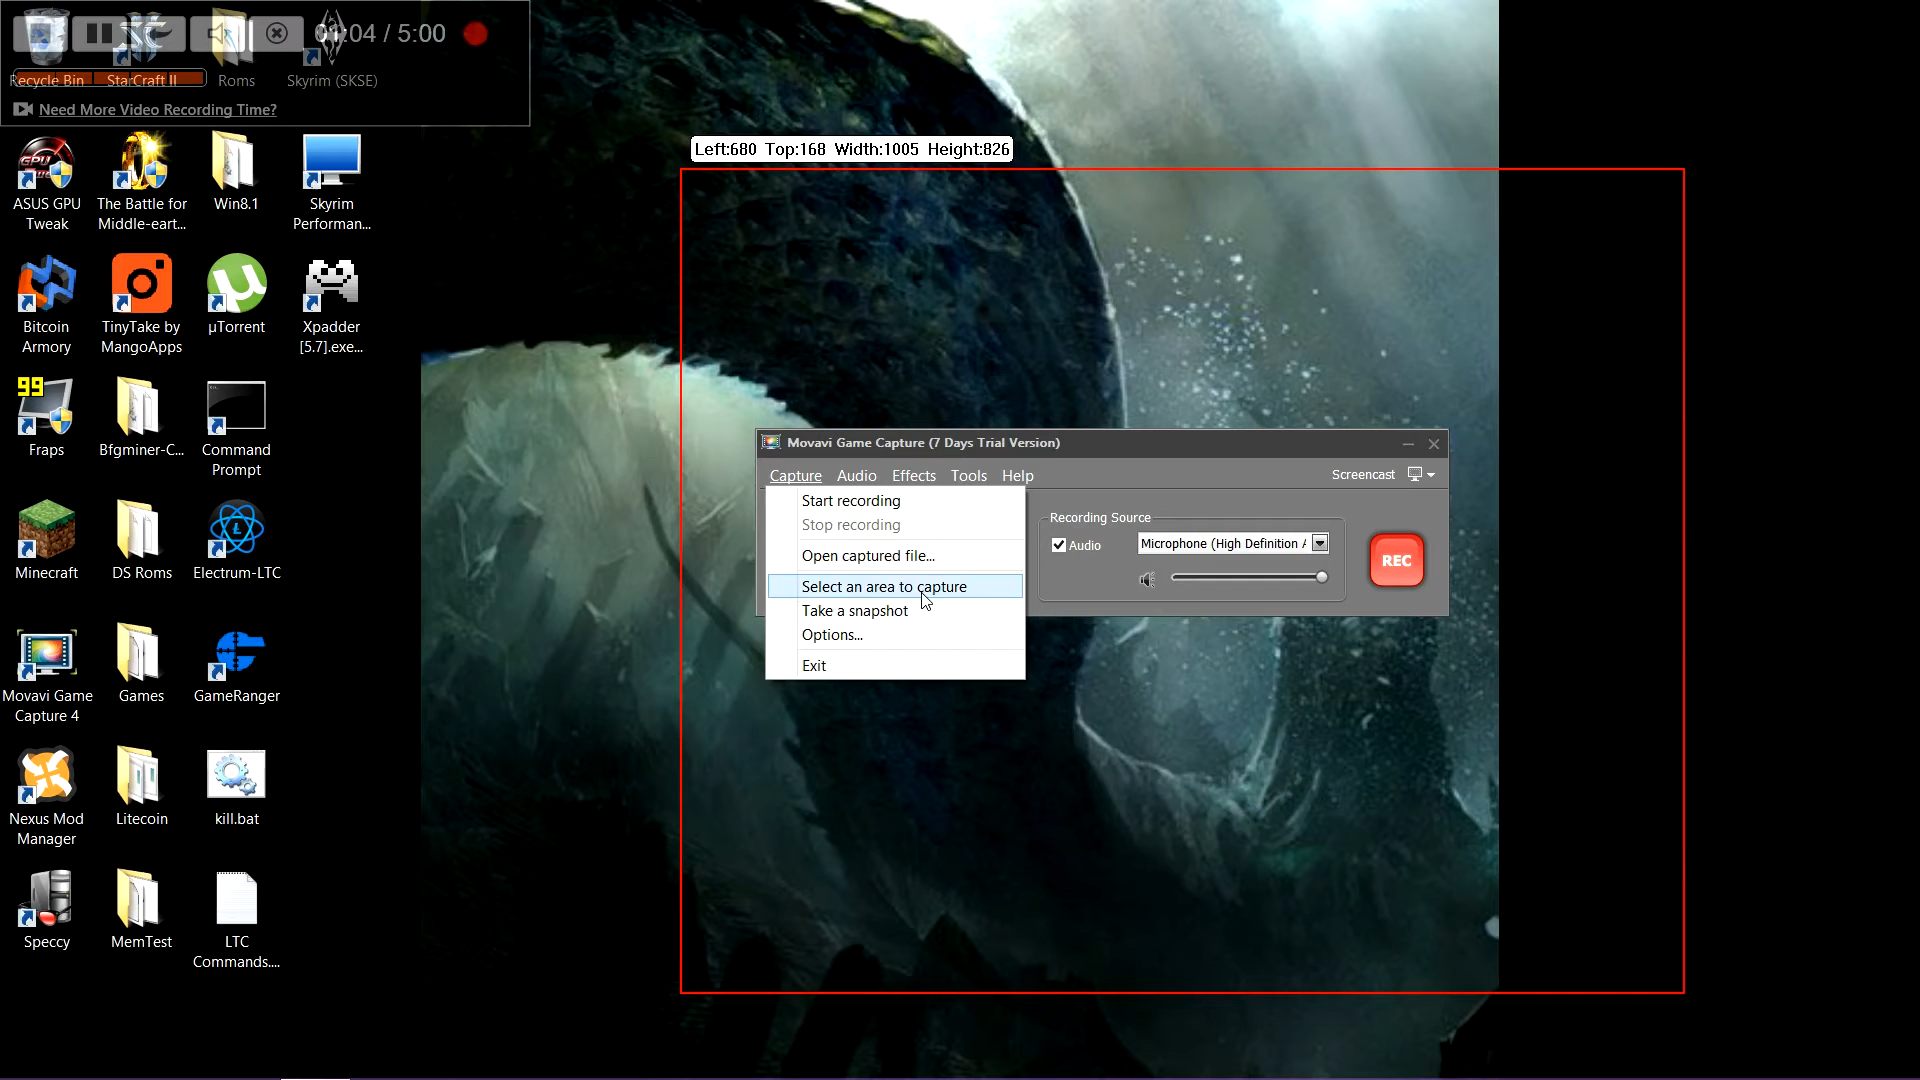 01:04 / 5:00
Recycle Bin
StarCraft II
Roms
Skyrim (SKSE)
Need More Video Recording Time?
Left:680 Top:168 Width:1005 Height:826
ASUS GPU
Tweak
The Battle for
Middle-eart...
Win8.1
Skyrim
Performan...
Bitcoin
Armory
TinyTake by
MangoApps
µTorrent
Xpadder
[5.7].exe...
99
Fraps
Bfgminer-C...
Command
Prompt
Minecraft
DS Roms
Electrum-LTC
Movavi Game
Capture 4
Games
GameRanger
Nexus Mod
Manager
Litecoin
kill.bat
Speccy
MemTest
LTC
Commands....
Movavi Game Capture (7 Days Trial Version)
Capture Audio Effects Tools Help
Screencast
Start recording
Stop recording
Open captured file...
Select an area to capture
Take a snapshot
Options...
Exit
Recording Source
Audio
Microphone (High Definition
REC